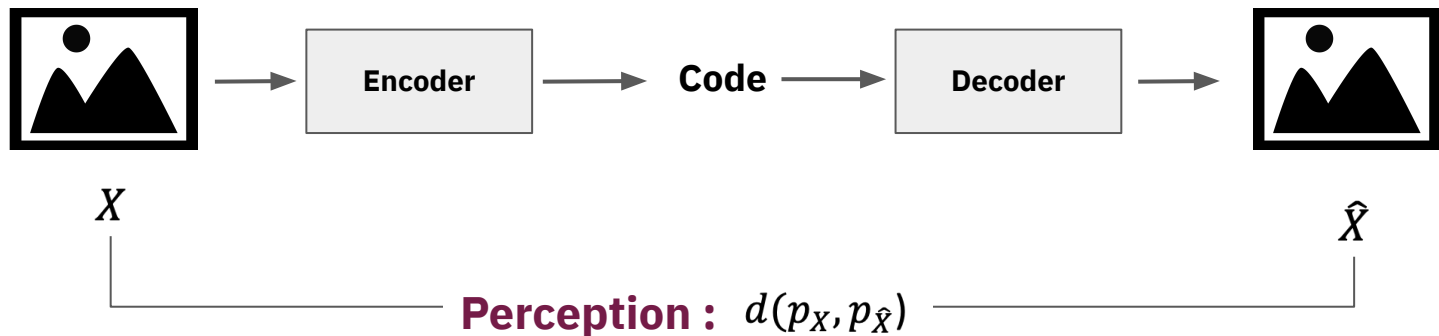 Encoder
Code
Decoder
X
X̂
Perception : d(p_X, p_X̂)